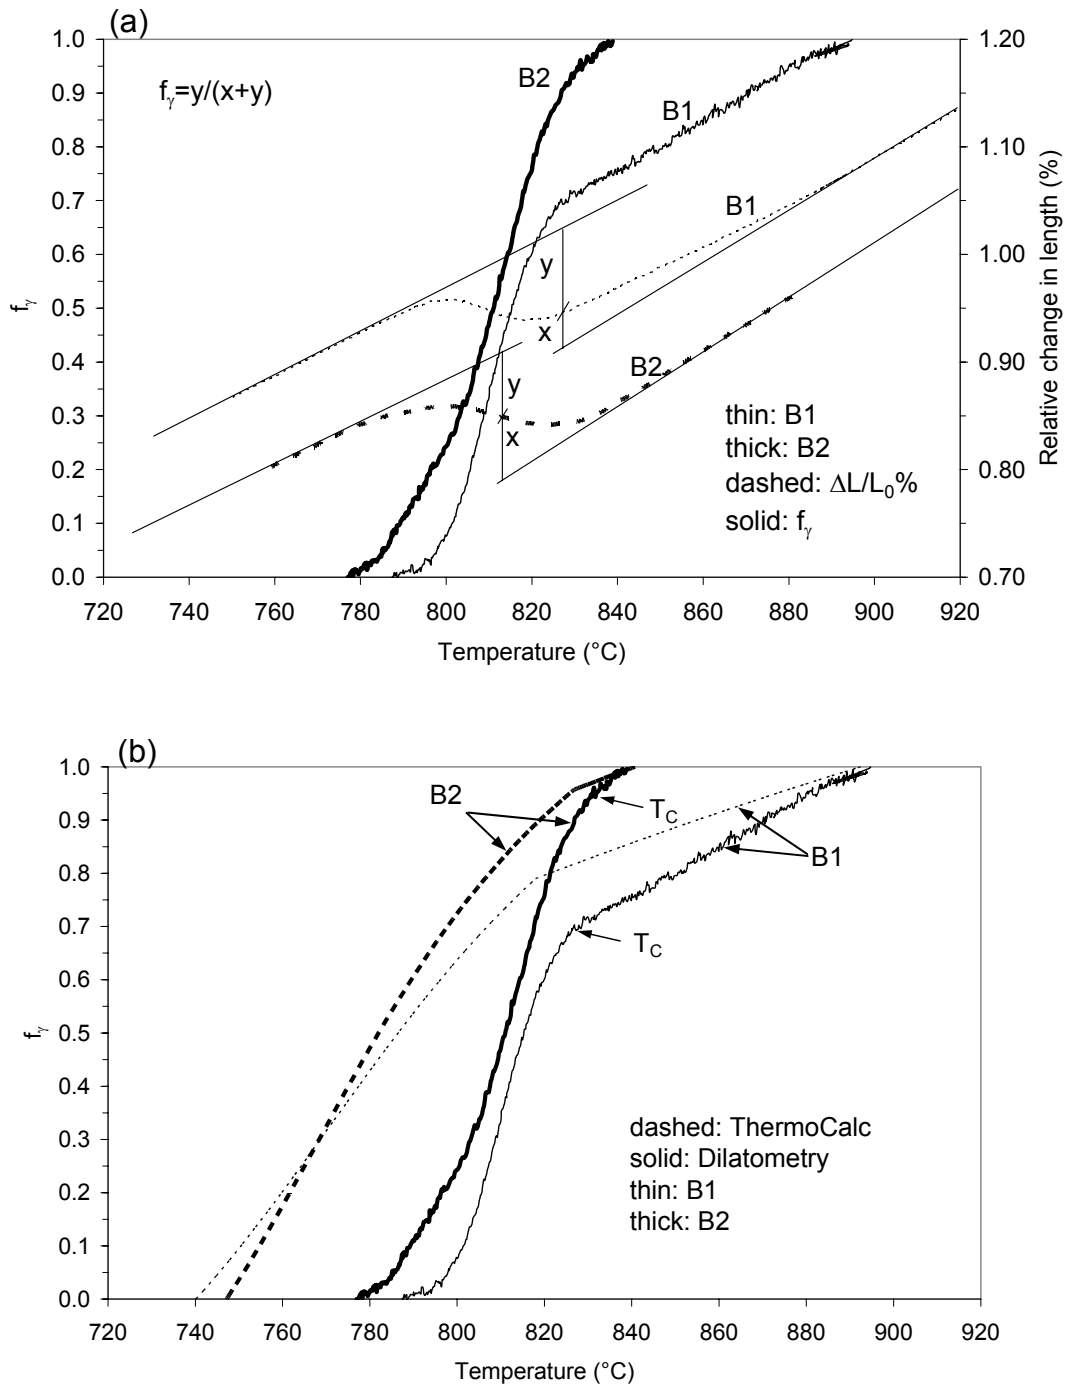 (a)
1.0
0.9
0.8
0.7
0.6
0.5
0.4
0.3
0.2
0.1
0.0
fγ
fγ=y/(x+y)
B2
B1
B1
y
x
B2
y
x
thin: B1
thick: B2
dashed: ΔL/L0%
solid: fγ
1.20
1.10
1.00
0.90
0.80
0.70
Relative change in length (%)
720 740 760 780 800 820 840 860 880 900 920
Temperature (°C)
(b)
1.0
0.9
0.8
0.7
0.6
0.5
0.4
0.3
0.2
0.1
0.0
fγ
B2
TC
B1
TC
dashed: ThermoCalc
solid: Dilatometry
thin: B1
thick: B2
720 740 760 780 800 820 840 860 880 900 920
Temperature (°C)